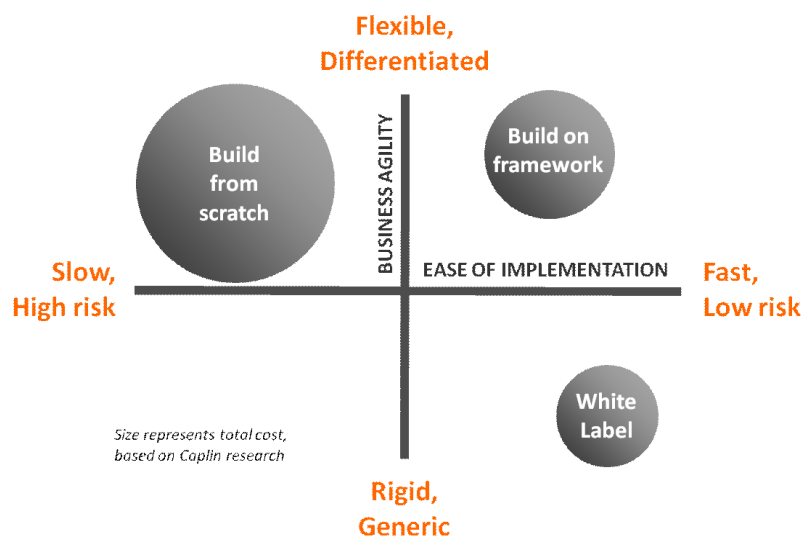 Flexible,
Differentiated
Build
from
scratch
BUSINESS AGILITY
Build on
framework
Slow,
High risk
EASE OF IMPLEMENTATION
Fast,
Low risk
White
Label
Size represents total cost,
based on Caplin research
Rigid,
Generic